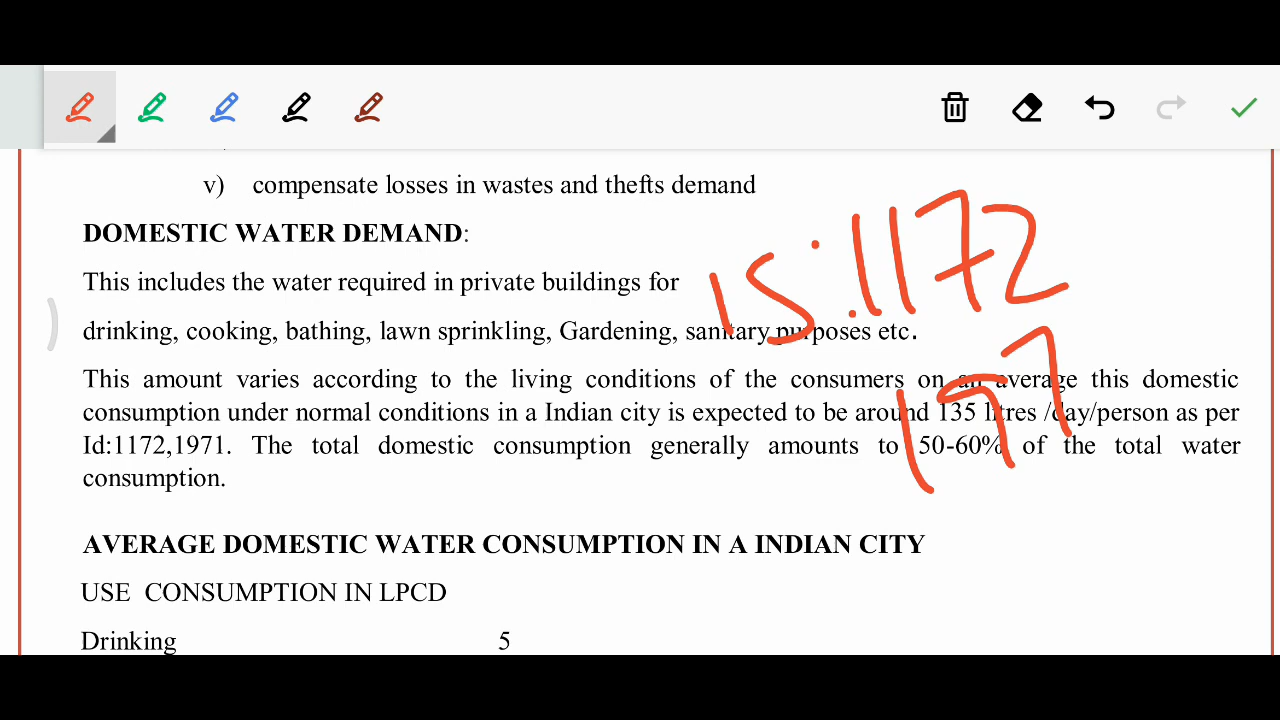 v) compensate losses in wastes and thefts demand
DOMESTIC WATER DEMAND:
This includes the water required in private buildings for
drinking, cooking, bathing, lawn sprinkling, Gardening, sanitary purposes etc.
This amount varies according to the living conditions of the consumers on an average this domestic
consumption under normal conditions in a Indian city is expected to be around 135 litres /day/person as per
Id:1172,1971. The total domestic consumption generally amounts to 50-60% of the total water
consumption.
AVERAGE DOMESTIC WATER CONSUMPTION IN A INDIAN CITY
USE CONSUMPTION IN LPCD
Drinking 5
IS:1172
197